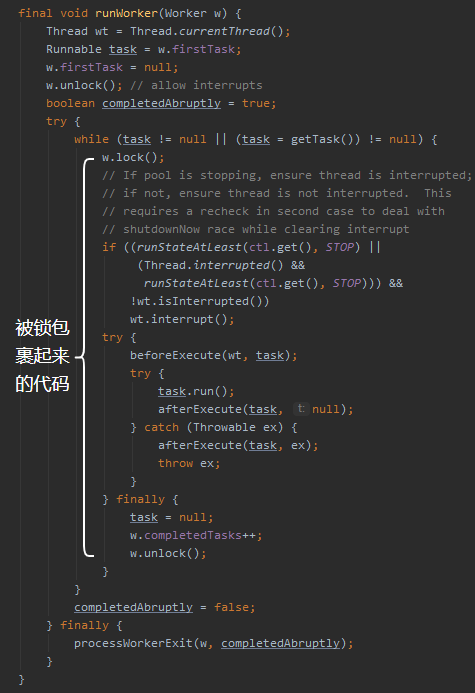 final void runWorker(Worker w) {
Thread wt = Thread.currentThread();
Runnable task = w.firstTask;
w.firstTask = null;
w.unlock(); // allow interrupts
boolean completedAbruptly = true;
try {
while (task != null || (task = getTask()) != null) {
w.lock();
// If pool is stopping, ensure thread is interrupted;
// if not, ensure thread is not interrupted.  This
// requires a recheck in second case to deal with
// shutdownNow race while clearing interrupt
if ((runStateAtLeast(ctl.get(), STOP) ||
(Thread.interrupted() &&
runStateAtLeast(ctl.get(), STOP))) &&
!wt.isInterrupted())
wt.interrupt();
try {
beforeExecute(wt, task);
try {
task.run();
afterExecute(task, t: null);
} catch (Throwable ex) {
afterExecute(task, ex);
throw ex;
}
} finally {
task = null;
w.completedTasks++;
w.unlock();
}
}
completedAbruptly = false;
} finally {
processWorkerExit(w, completedAbruptly);
}
}
被锁包
裹起来
的代码